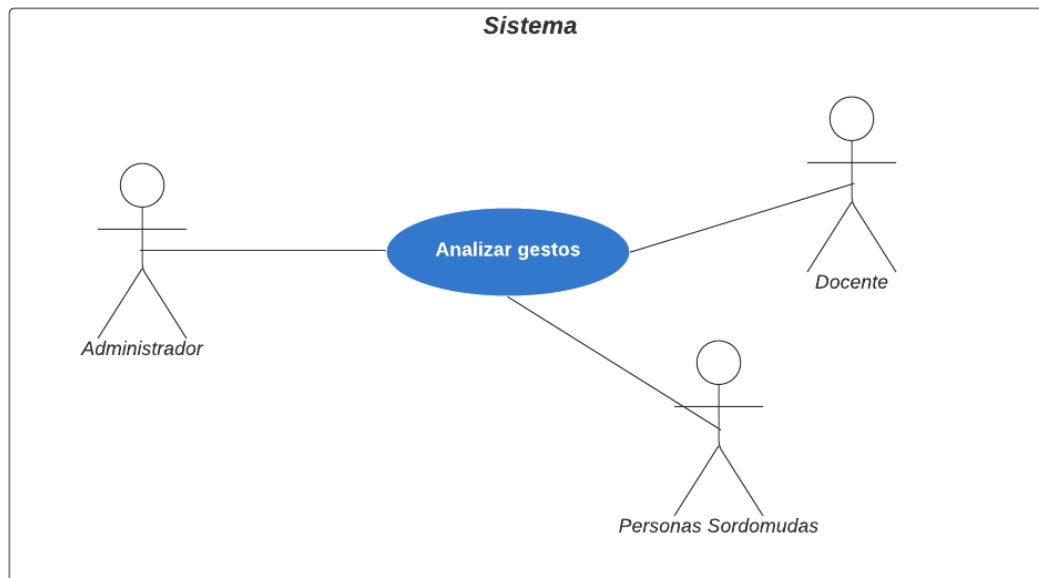 Sistema
Analizar gestos
Docente
Administrador
Personas Sordomudas